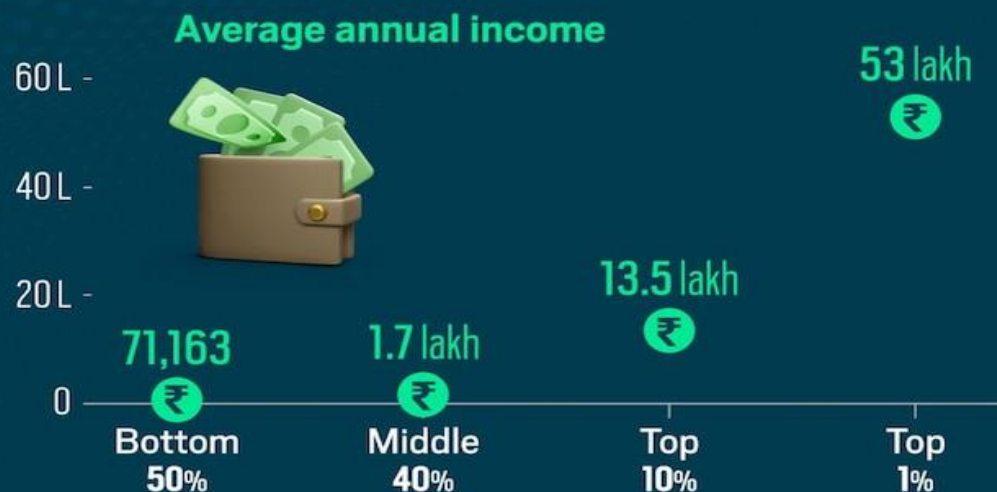 Average annual income
60L
40L
20L
0
71,163
₹
Bottom
50%
1.7 lakh
₹
Middle
40%
13.5 lakh
₹
Top
10%
53 lakh
₹
Top
1%